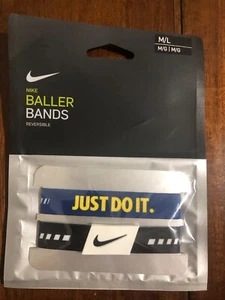 M/L
M/G | M/G
NIKE
BALLER
BANDS
REVERSIBLE
JUST DO IT.